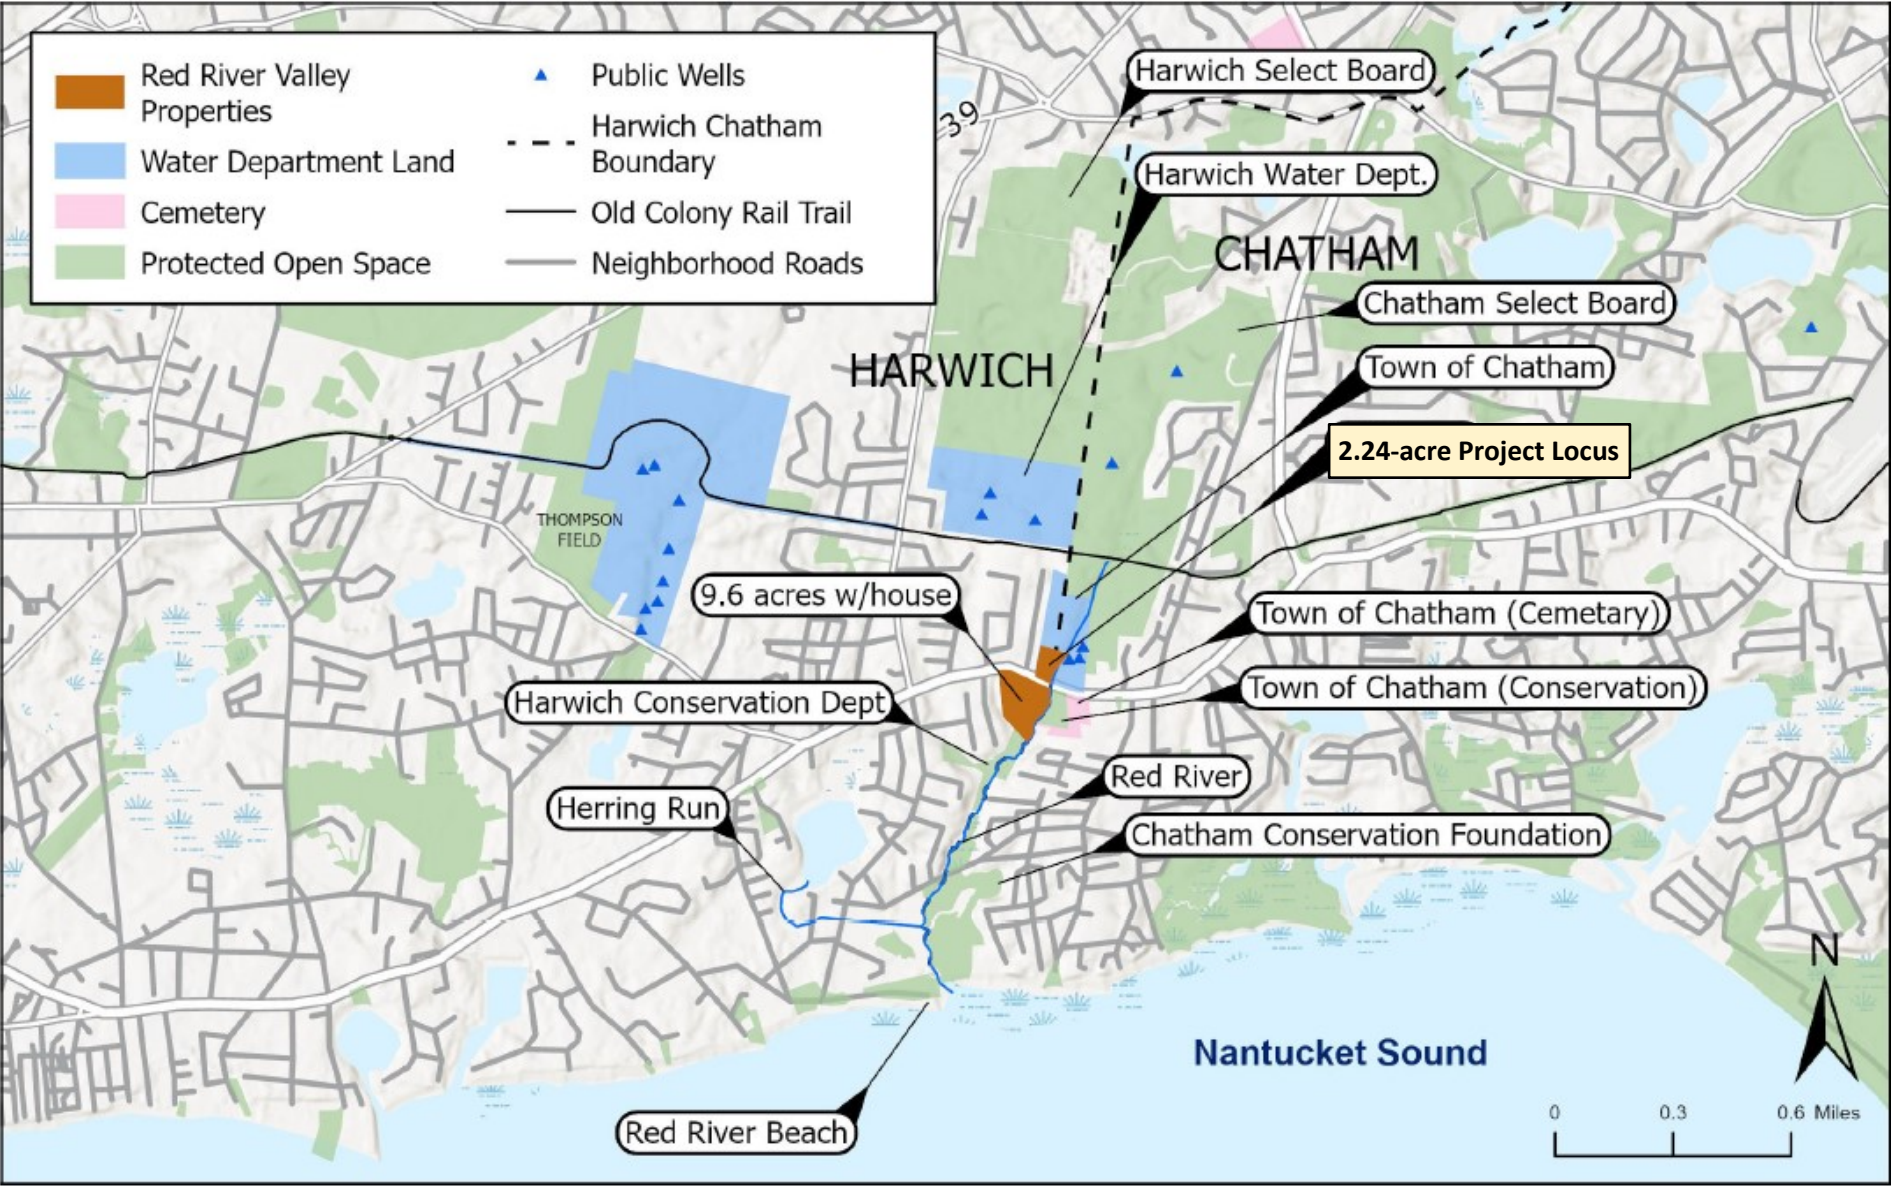 Red River Valley
Properties
Water Department Land
Cemetery
Protected Open Space
Public Wells
Harwich Chatham
Boundary
Old Colony Rail Trail
Neighborhood Roads
39
Harwich Select Board
Harwich Water Dept.
CHATHAM
Chatham Select Board
HARWICH
Town of Chatham
2.24-acre Project Locus
THOMPSON
FIELD
9.6 acres w/house
Town of Chatham (Cemetary)
Harwich Conservation Dept
Town of Chatham (Conservation)
Red River
Herring Run
Chatham Conservation Foundation
N
Nantucket Sound
Red River Beach
0 0.3 0.6 Miles